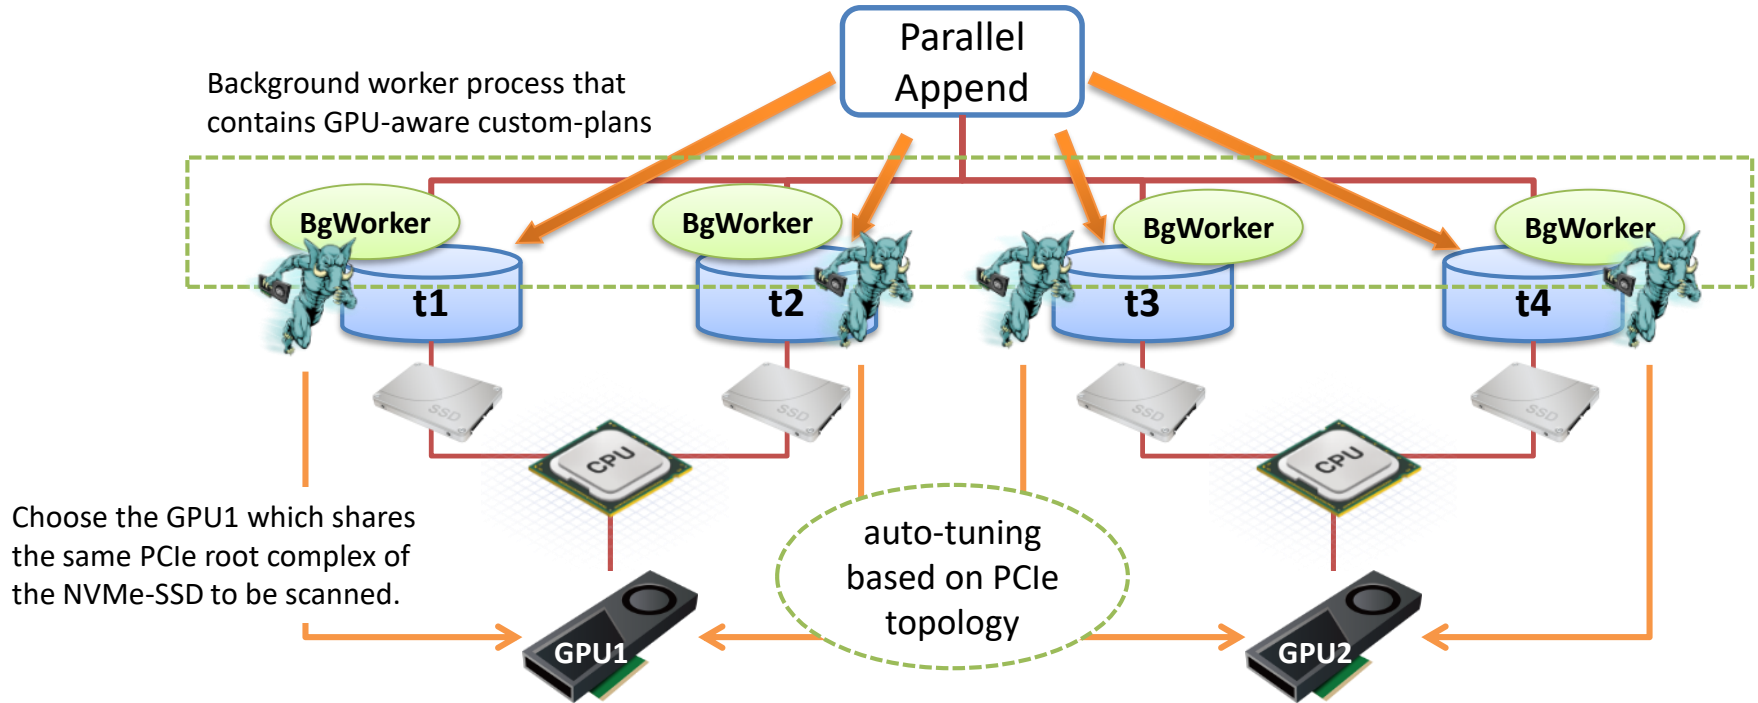 Parallel
Append
Background worker process that
contains GPU-aware custom-plans
BgWorker
BgWorker
BgWorker
BgWorker
t1
t2
t3
t4
SSD
SSD
SSD
SSD
CPU
CPU
Choose the GPU1 which shares
the same PCIe root complex of
the NVMe-SSD to be scanned.
auto-tuning
based on PCIe
topology
GPU1
GPU2